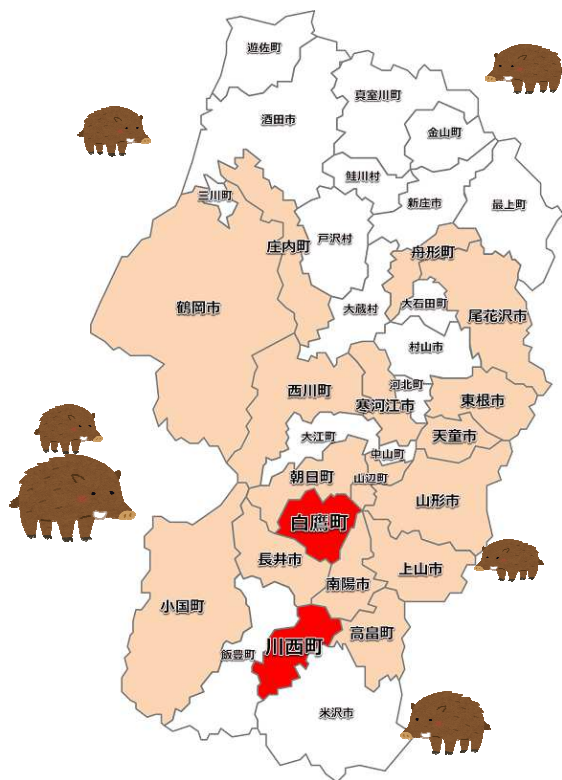 遊佐町
真室川町
酒田市
金山町
鮭川村
三川町
新庄市
最上町
戸沢村
庄内町
舟形町
大蔵村
大石田町
鶴岡市
尾花沢市
村山市
河北町
西川町
寒河江市
東根市
大江町
天童市
中山町
朝日町
山辺町
山形市
白鷹町
長井市
上山市
南陽市
小国町
高畠町
川西町
飯豊町
米沢市